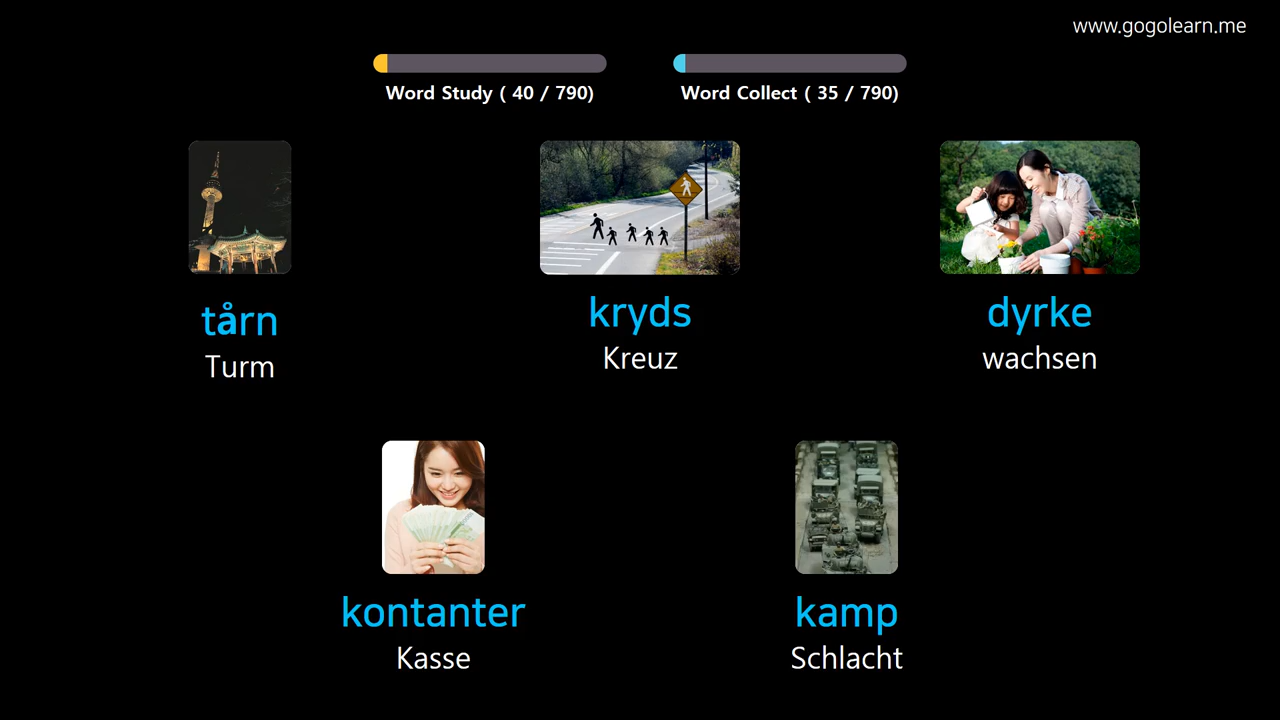 www.gogolearn.me
Word Study ( 40 / 790)
Word Collect ( 35 / 790)
tårn
Turm
kryds
Kreuz
dyrke
wachsen
kontanter
Kasse
kamp
Schlacht